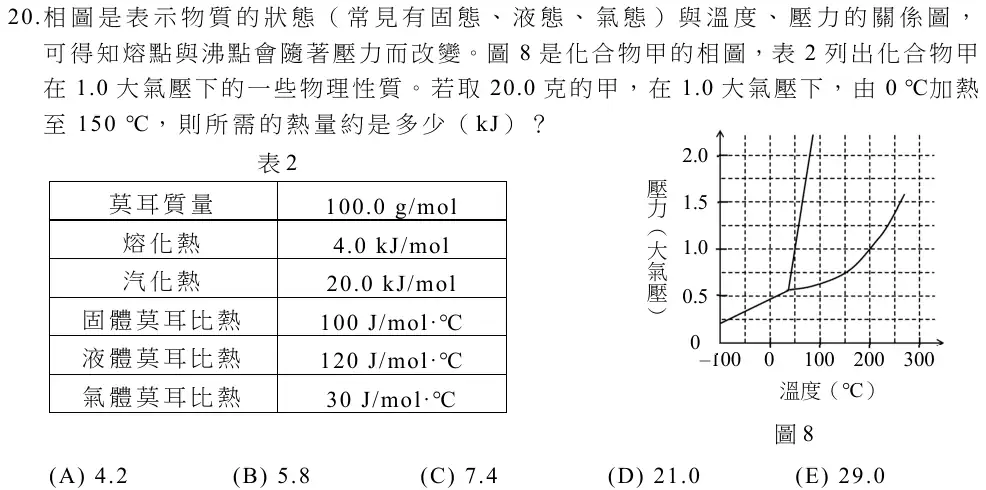 20.相圖是表示物質的狀態（常見有固態、液態、氣態）與溫度、壓力的關係圖，
可得知熔點與沸點會隨著壓力而改變。圖 8 是化合物甲的相圖，表 2 列出化合物甲
在 1.0 大氣壓下的一些物理性質。若取 20.0 克的甲，在 1.0 大氣壓下，由 0 ℃加熱
至 150 ℃，則所需的熱量約是多少（kJ）？
表 2
莫耳質量 100.0 g/mol
熔化熱 4.0 kJ/mol
汽化熱 20.0 kJ/mol
固體莫耳比熱 100 J/mol·℃
液體莫耳比熱 120 J/mol·℃
氣體莫耳比熱 30 J/mol·℃
壓力（大氣壓）
2.0
1.5
1.0
0.5
0
−100 0 100 200 300
溫度（℃）
圖 8
(A) 4.2 (B) 5.8 (C) 7.4 (D) 21.0 (E) 29.0